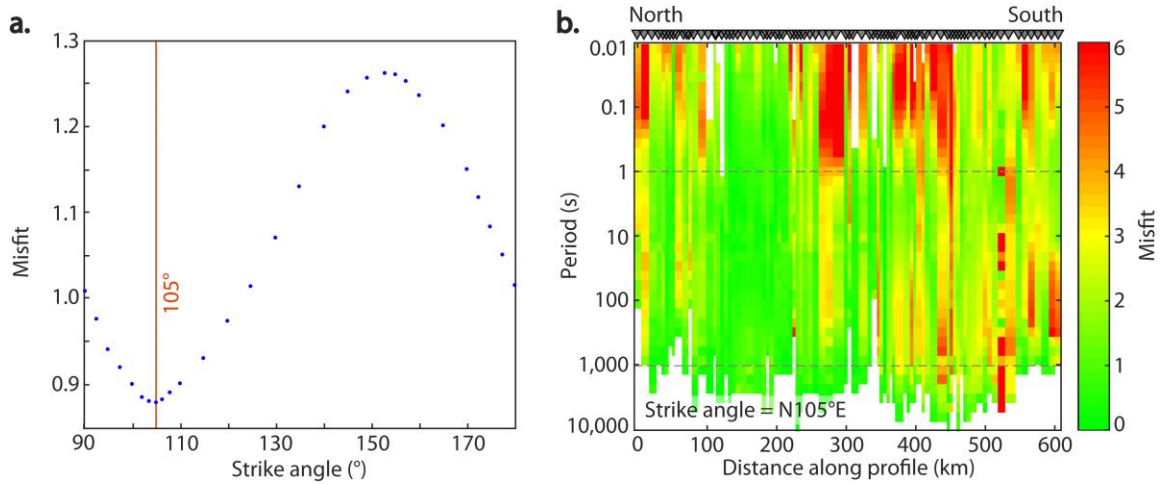 a.
1.3
1.2
1.1
1.0
0.9
Misfit
105°
90 110 130 150 170
Strike angle (°)
b.
North South
0.01
0.1
1
10
100
1,000
10,000
Period (s)
Strike angle = N105°E
0 100 200 300 400 500 600
Distance along profile (km)
6
5
4
3
2
1
0
Misfit